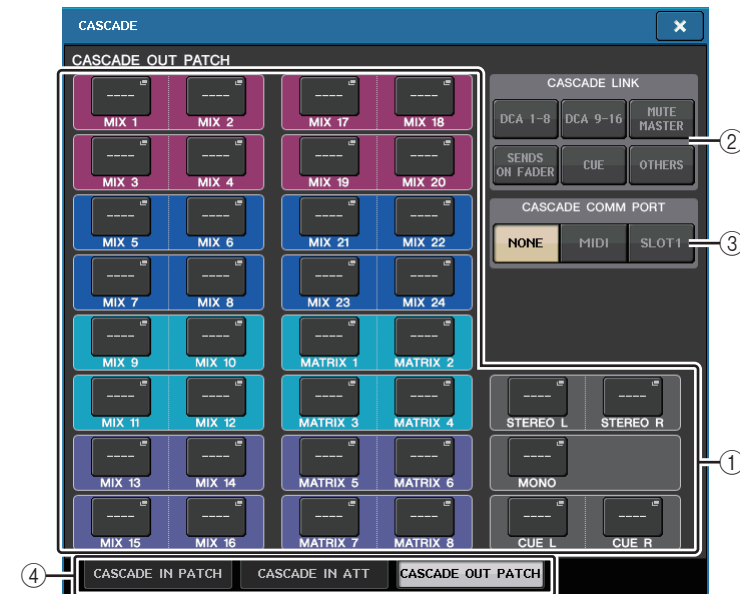 CASCADE
×
CASCADE OUT PATCH
---- ---- ---- ----
MIX 1 MIX 2 MIX 17 MIX 18
---- ---- ---- ----
MIX 3 MIX 4 MIX 19 MIX 20
---- ---- ---- ----
MIX 5 MIX 6 MIX 21 MIX 22
---- ---- ---- ----
MIX 7 MIX 8 MIX 23 MIX 24
---- ---- ---- ----
MIX 9 MIX 10 MATRIX 1 MATRIX 2
---- ---- ---- ----
MIX 11 MIX 12 MATRIX 3 MATRIX 4
---- ---- ---- ----
MIX 13 MIX 14 MATRIX 5 MATRIX 6
---- ---- ---- ----
MIX 15 MIX 16 MATRIX 7 MATRIX 8
CASCADE LINK
DCA 1-8 DCA 9-16 MUTE
MASTER
②
SENDS
ON FADER CUE OTHERS
CASCADE COMM PORT
NONE MIDI SLOT1
③
---- ----
STEREO L STEREO R
----
MONO
①
---- ----
CUE L CUE R
④
CASCADE IN PATCH CASCADE IN ATT CASCADE OUT PATCH